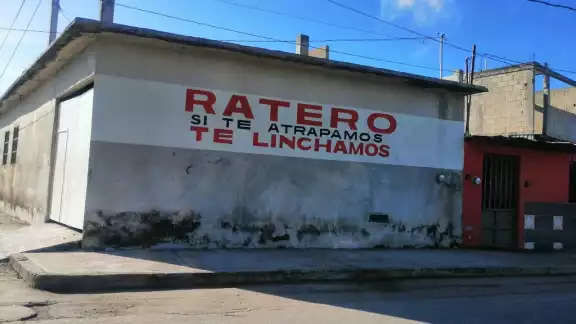 RATERO
SI TE ATRAPAMOS
TE LINCHAMOS